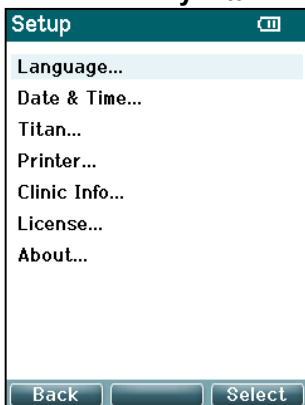 Setup
Language...
Date & Time...
Titan...
Printer...
Clinic Info...
License...
About...
Back Select